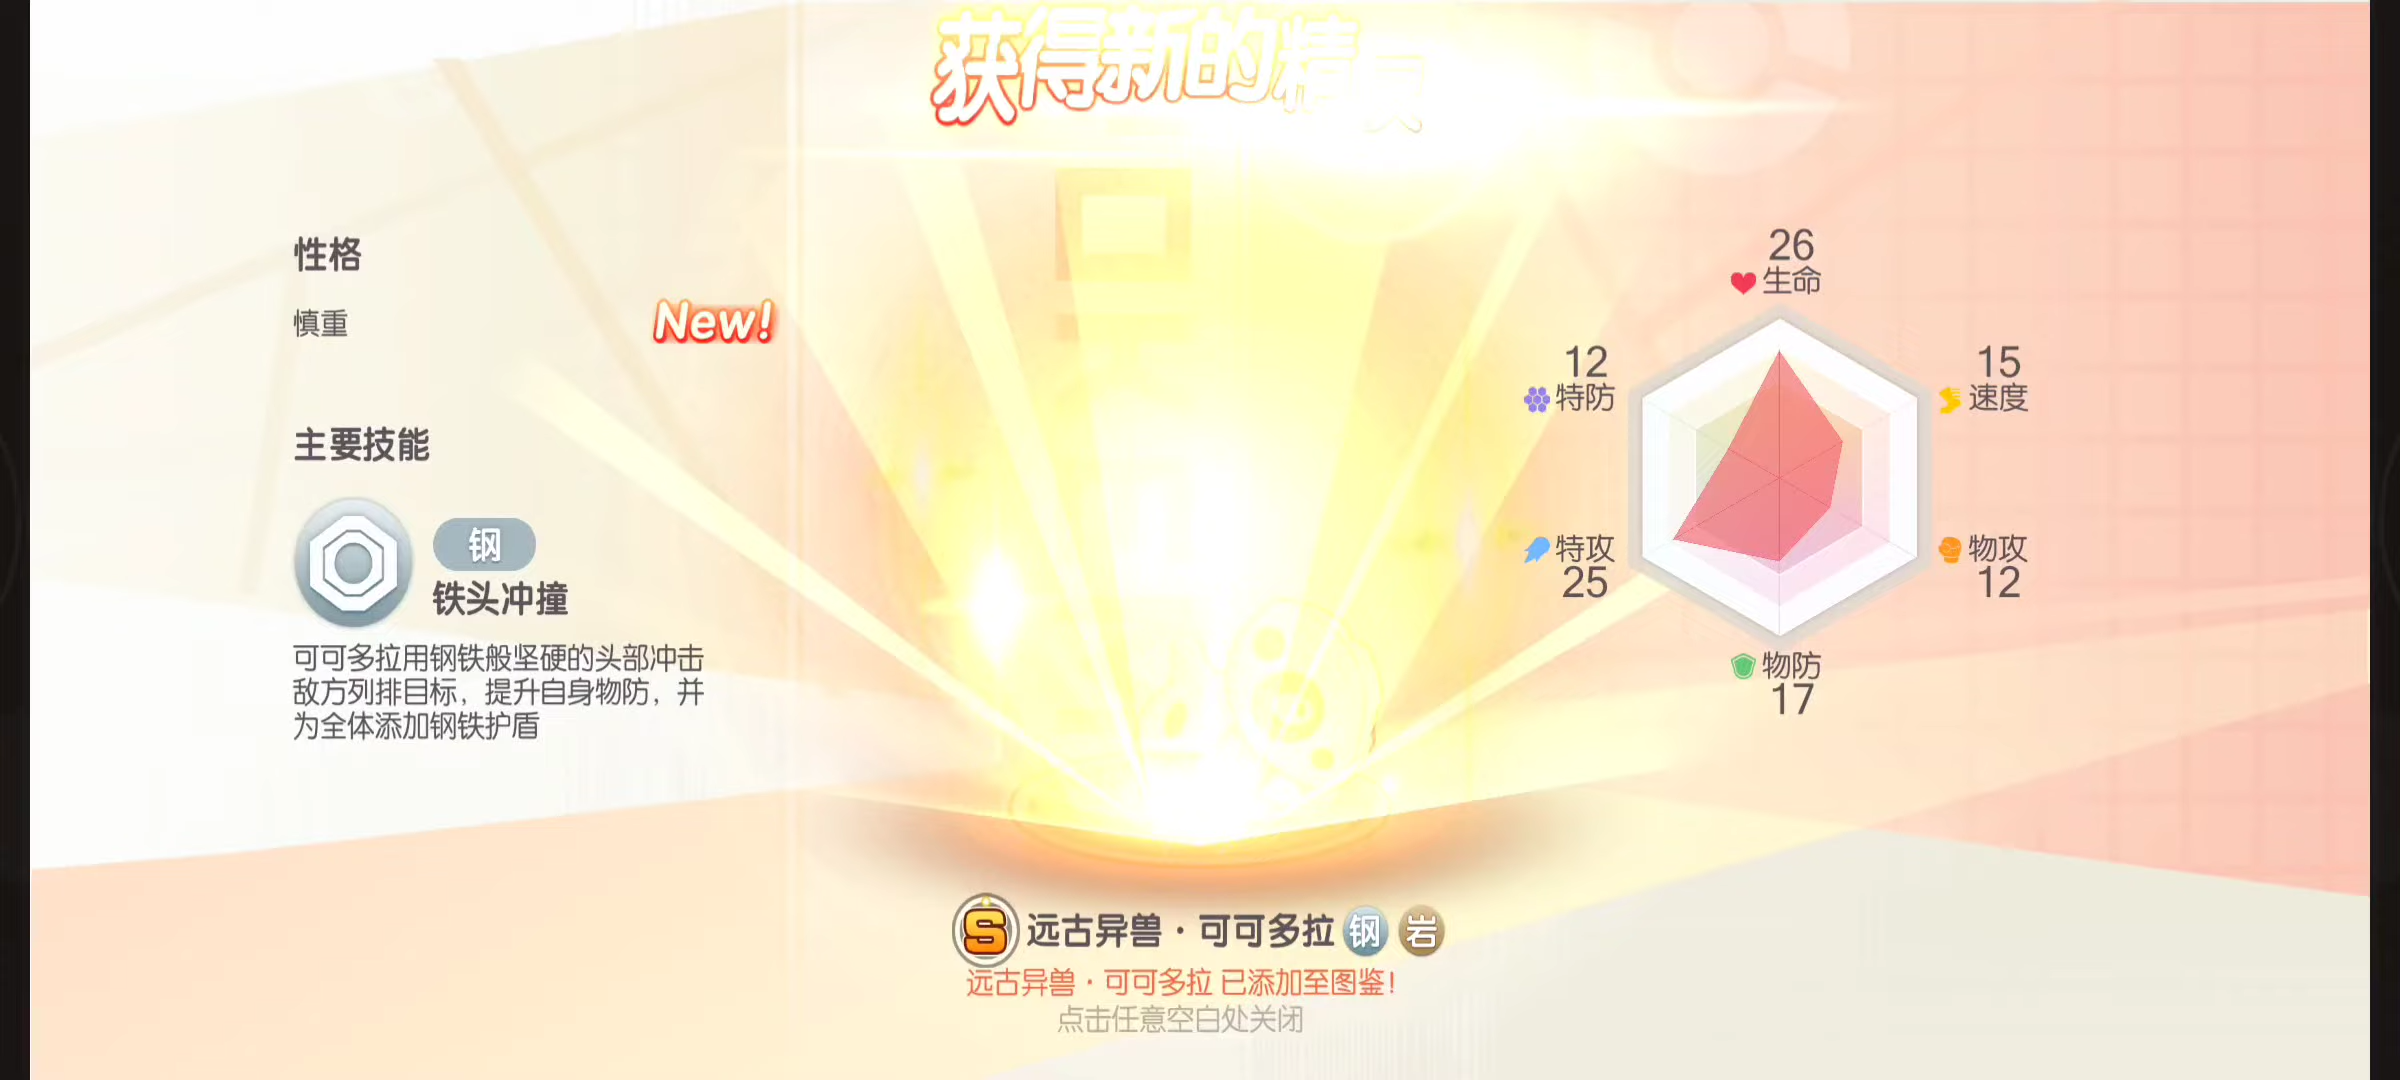 获得新的精灵
性格
慎重
New!
主要技能
钢
铁头冲撞
可可多拉用钢铁般坚硬的头部冲击
敌方列排目标，提升自身物防，并
为全体添加钢铁护盾
26
生命
12
特防
15
速度
特攻
25
物攻
12
物防
17
S 远古异兽·可可多拉 钢 岩
远古异兽·可可多拉 已添加至图鉴！
点击任意空白处关闭